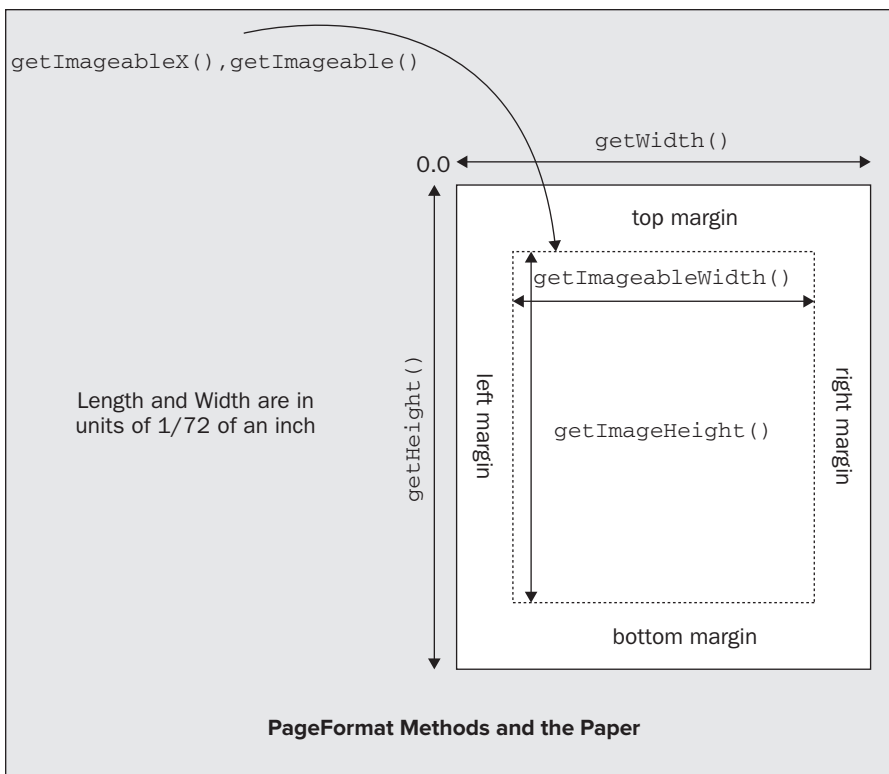 getImageableX(),getImageable()
getWidth()
0.0
top margin
getImageableWidth()
getHeight()
left margin
right margin
Length and Width are in
units of 1/72 of an inch
getImageHeight()
bottom margin
PageFormat Methods and the Paper